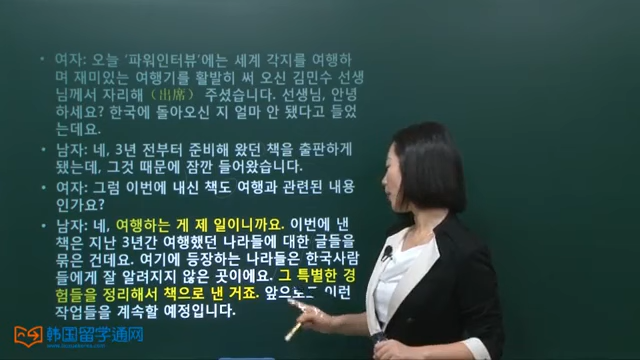 • 여자: 오늘 '파워인터뷰'에는 세계 각지를 여행하
며 재미있는 여행기를 활발히 써 오신 김민수 선생
님께서 자리해 (出席) 주셨습니다. 선생님, 안녕
하세요? 한국에 돌아오신 지 얼마 안 됐다고 들었
는데요.
• 남자: 네, 3년 전부터 준비해 왔던 책을 출판하게
됐는데, 그것 때문에 잠깐 들어왔습니다.
• 여자: 그럼 이번에 내신 책도 여행과 관련된 내용
인가요?
• 남자: 네, 여행하는 게 제 일이니까요. 이번에 낸
책은 지난 3년간 여행했던 나라들에 대한 글들을
묶은 건데요. 여기에 등장하는 나라들은 한국사람
들에게 잘 알려지지 않은 곳이에요. 그 특별한 경
험들을 정리해서 책으로 낸 거죠. 앞으로 이런
작업들을 계속할 예정입니다.
韩国留学通网